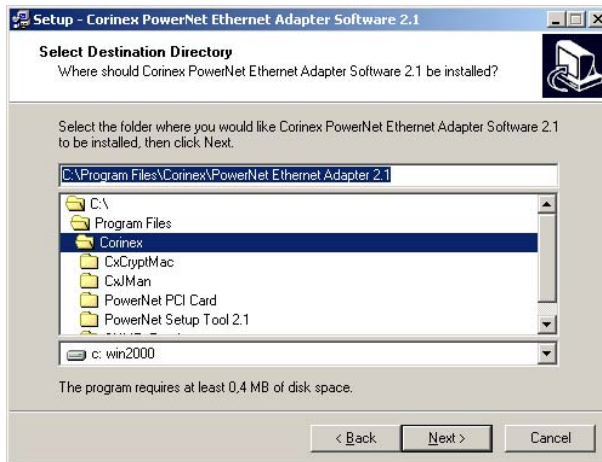 Setup - Corinex PowerNet Ethernet Adapter Software 2.1
Select Destination Directory
Where should Corinex PowerNet Ethernet Adapter Software 2.1 be installed?
Select the folder where you would like Corinex PowerNet Ethernet Adapter Software 2.1
to be installed, then click Next.
C:\Program Files\Corinex\PowerNet Ethernet Adapter 2.1
C:\
Program Files
Corinex
CxCryptMac
CxJMan
PowerNet PCI Card
PowerNet Setup Tool 2.1
c: win2000
The program requires at least 0,4 MB of disk space.
< Back
Next >
Cancel